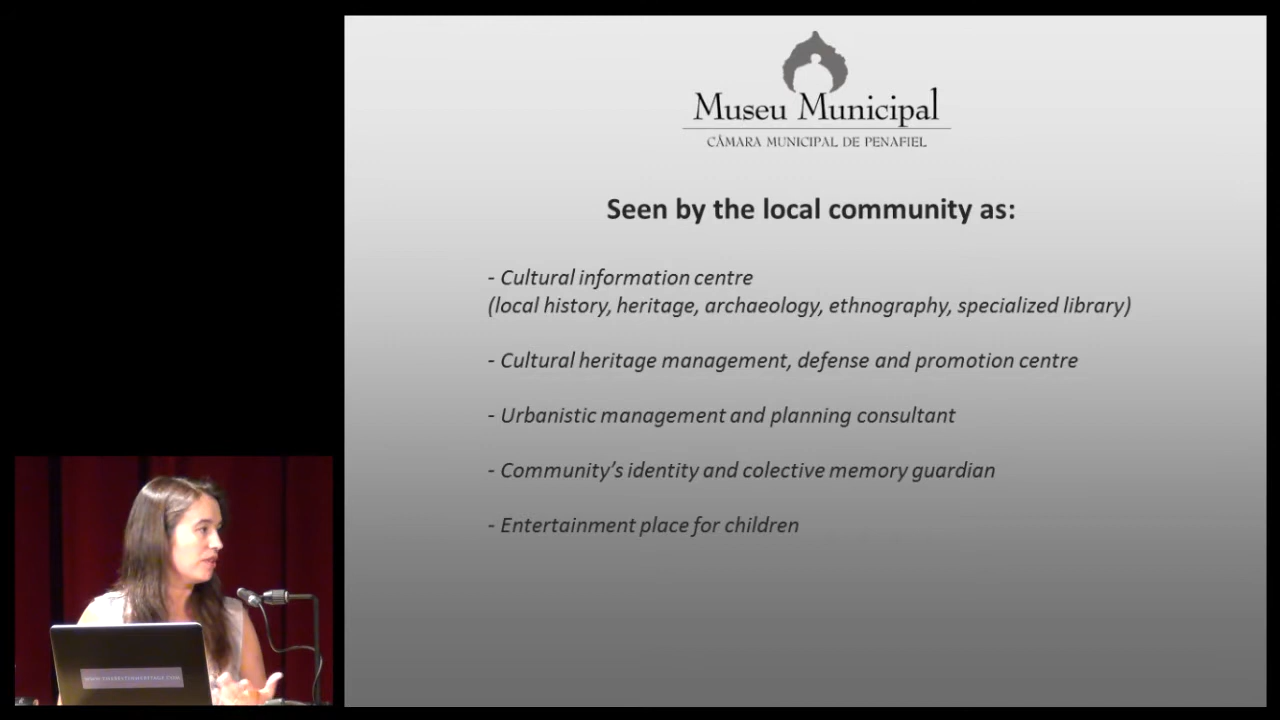 Museu Municipal
CÂMARA MUNICIPAL DE PENAFIEL
Seen by the local community as:
- Cultural information centre
(local history, heritage, archaeology, ethnography, specialized library)
- Cultural heritage management, defense and promotion centre
- Urbanistic management and planning consultant
- Community's identity and colective memory guardian
- Entertainment place for children